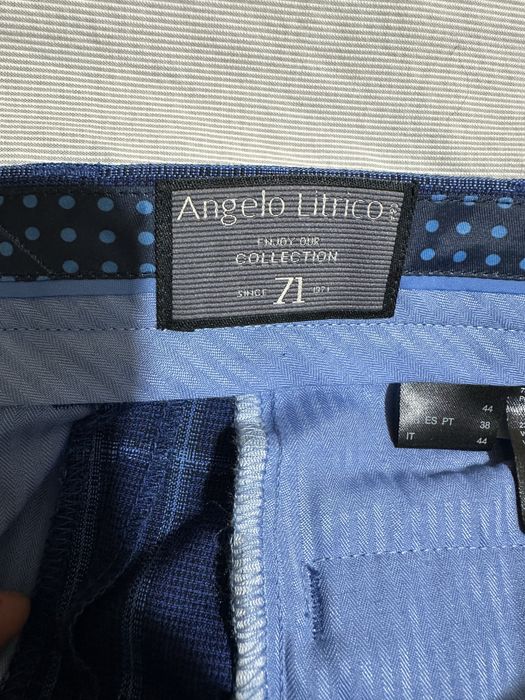 Angelo Litrico®
ENJOY OUR
COLLECTION
SINCE 71 1971
44
ES PT 38
IT 44